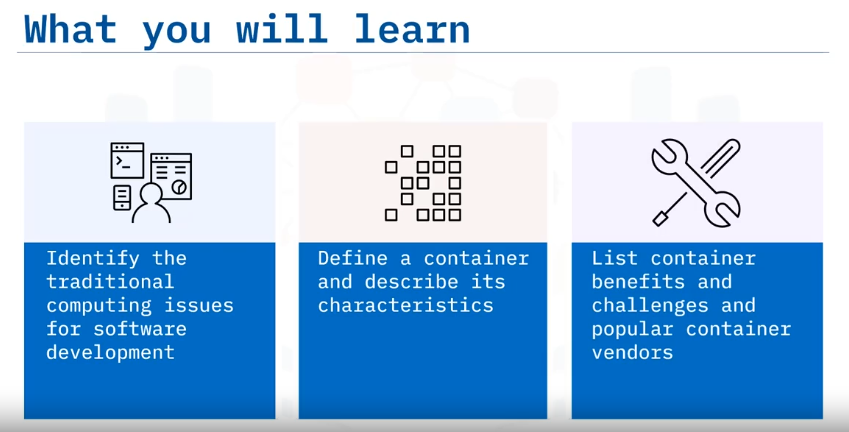 What you will learn
Identify the
traditional
computing issues
for software
development
Define a container
and describe its
characteristics
List container
benefits and
challenges and
popular container
vendors